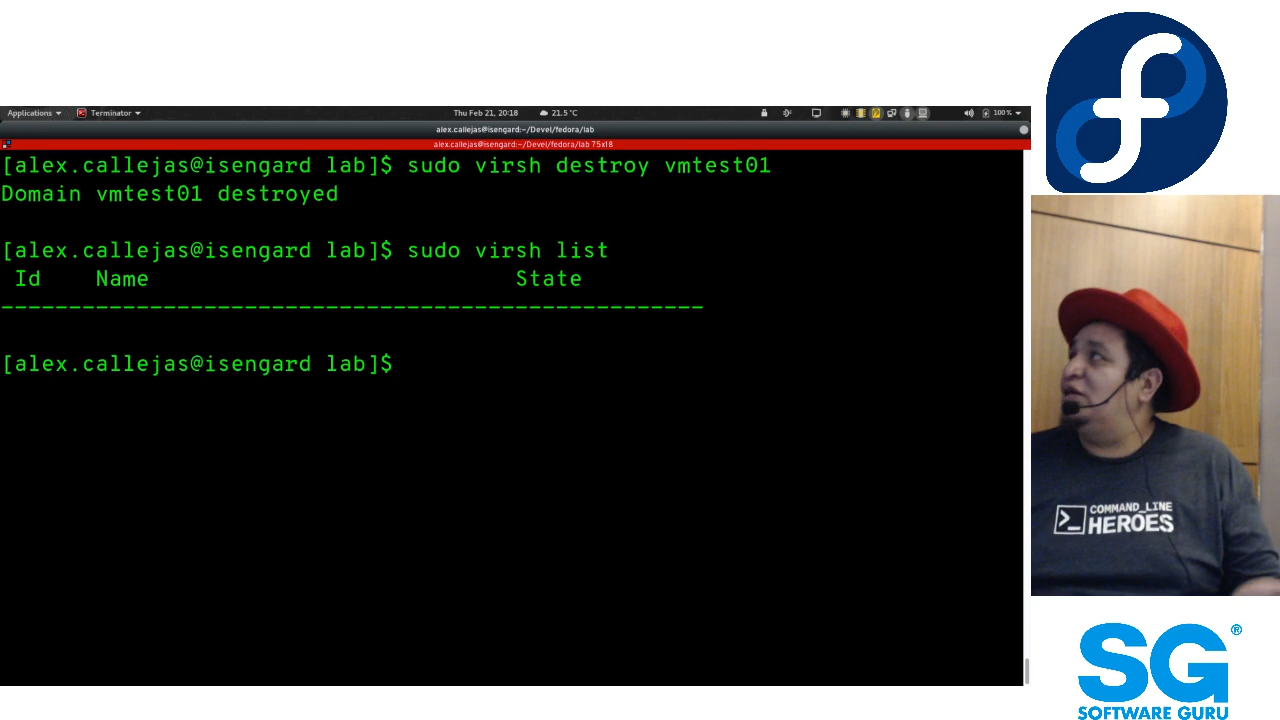 Applications Terminator Thu Feb 21, 20:18 21.5 °C 100 %
alex.callejas@isengard:~/Devel/fedora/lab
alex.callejas@isengard:~/Devel/fedora/lab 75x18
[alex.callejas@isengard lab]$ sudo virsh destroy vmtest01
Domain vmtest01 destroyed
[alex.callejas@isengard lab]$ sudo virsh list
Id Name State
----------------------------------------------------
[alex.callejas@isengard lab]$
>_ COMMAND_LINE
HEROES
SG®
SOFTWARE GURU